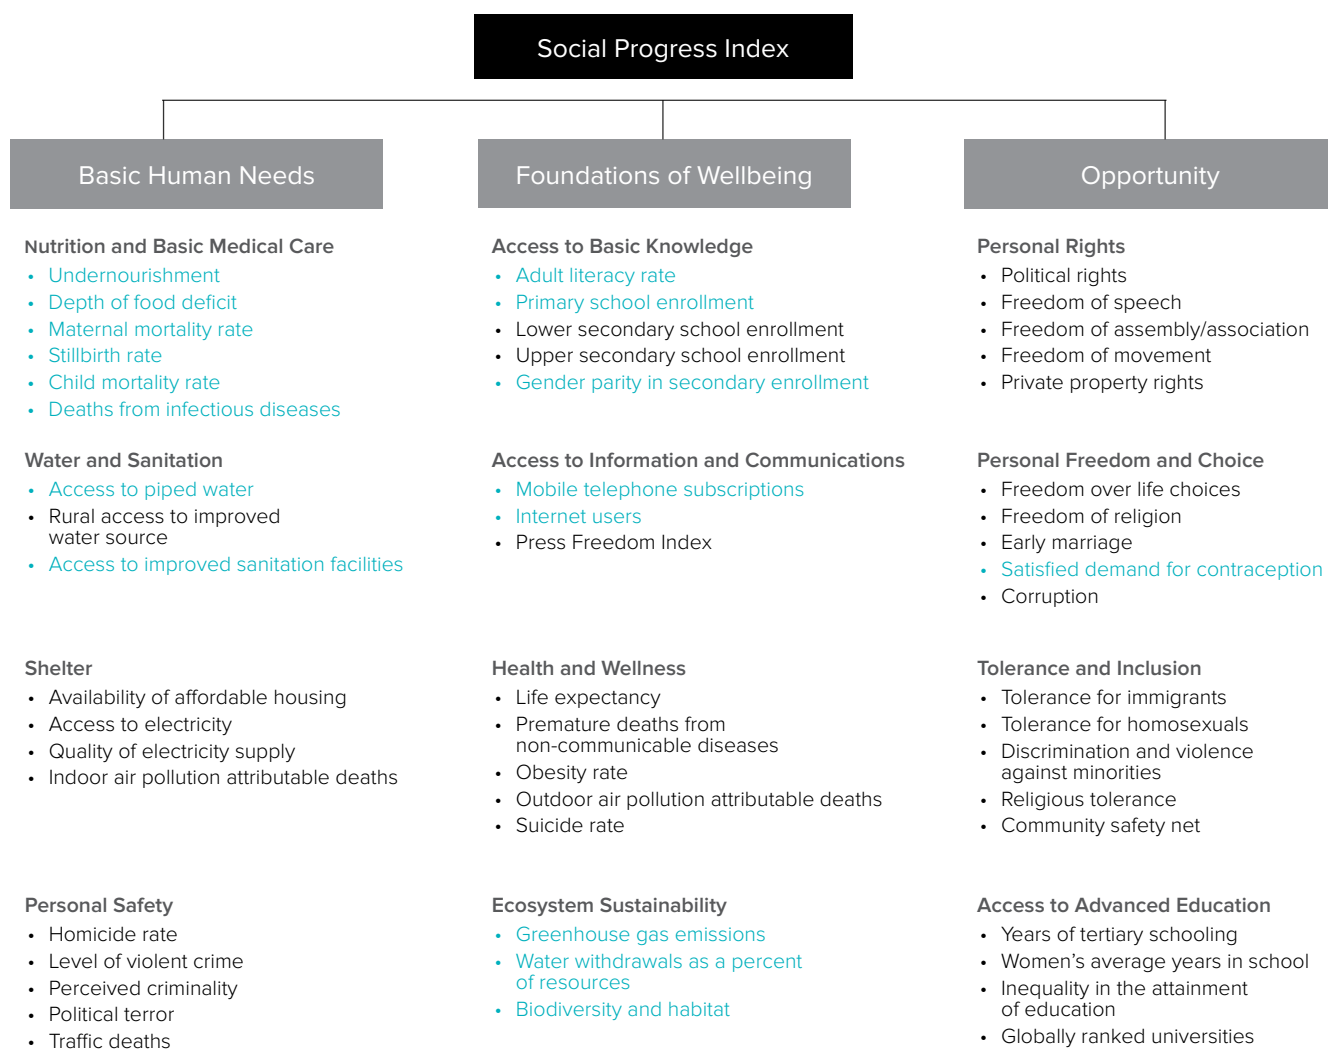 Social Progress Index
Basic Human Needs
Nutrition and Basic Medical Care
• Undernourishment
• Depth of food deficit
• Maternal mortality rate
• Stillbirth rate
• Child mortality rate
• Deaths from infectious diseases
Water and Sanitation
• Access to piped water
• Rural access to improved
water source
• Access to improved sanitation facilities
Shelter
• Availability of affordable housing
• Access to electricity
• Quality of electricity supply
• Indoor air pollution attributable deaths
Personal Safety
• Homicide rate
• Level of violent crime
• Perceived criminality
• Political terror
• Traffic deaths
Foundations of Wellbeing
Access to Basic Knowledge
• Adult literacy rate
• Primary school enrollment
• Lower secondary school enrollment
• Upper secondary school enrollment
• Gender parity in secondary enrollment
Access to Information and Communications
• Mobile telephone subscriptions
• Internet users
• Press Freedom Index
Health and Wellness
• Life expectancy
• Premature deaths from
non-communicable diseases
• Obesity rate
• Outdoor air pollution attributable deaths
• Suicide rate
Ecosystem Sustainability
• Greenhouse gas emissions
• Water withdrawals as a percent
of resources
• Biodiversity and habitat
Opportunity
Personal Rights
• Political rights
• Freedom of speech
• Freedom of assembly/association
• Freedom of movement
• Private property rights
Personal Freedom and Choice
• Freedom over life choices
• Freedom of religion
• Early marriage
• Satisfied demand for contraception
• Corruption
Tolerance and Inclusion
• Tolerance for immigrants
• Tolerance for homosexuals
• Discrimination and violence
against minorities
• Religious tolerance
• Community safety net
Access to Advanced Education
• Years of tertiary schooling
• Women’s average years in school
• Inequality in the attainment
of education
• Globally ranked universities